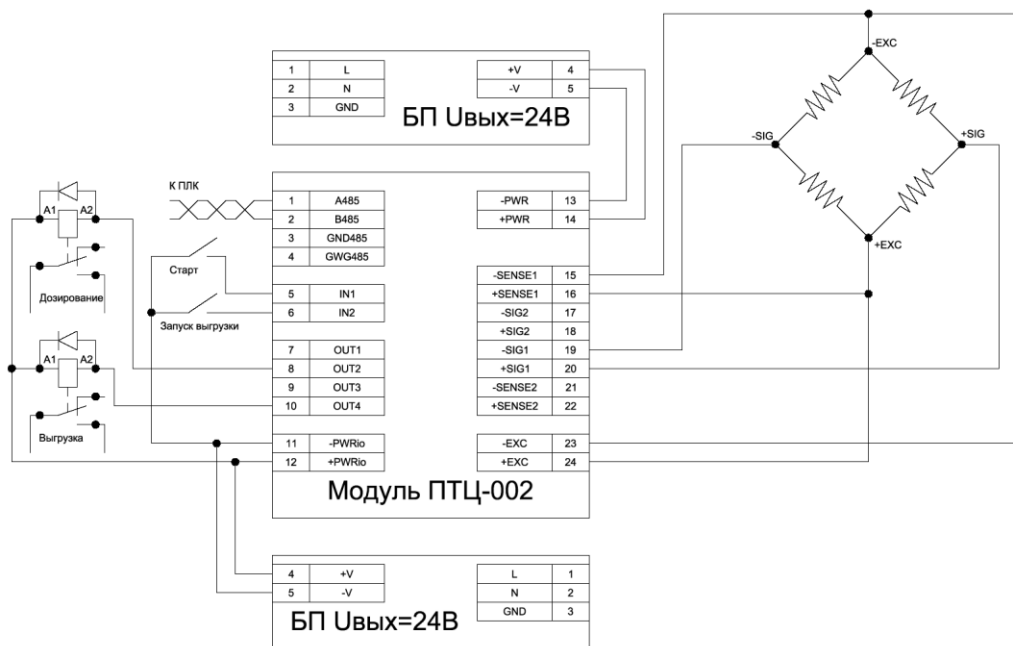 -EXC
-SIG
+SIG
+EXC
1 L +V 4
2 N -V 5
3 GND
БП Uвых=24В
К ПЛК
Старт
Запуск выгрузки
A1 A2
Дозирование
A1 A2
Выгрузка
1 A485 -PWR 13
2 B485 +PWR 14
3 GND485
4 GWG485
-SENSE1 15
5 IN1 +SENSE1 16
6 IN2 -SIG2 17
+SIG2 18
7 OUT1 -SIG1 19
8 OUT2 +SIG1 20
9 OUT3 -SENSE2 21
10 OUT4 +SENSE2 22
11 -PWRio -EXC 23
12 +PWRio +EXC 24
Модуль ПТЦ-002
4 +V L 1
5 -V N 2
GND 3
БП Uвых=24В